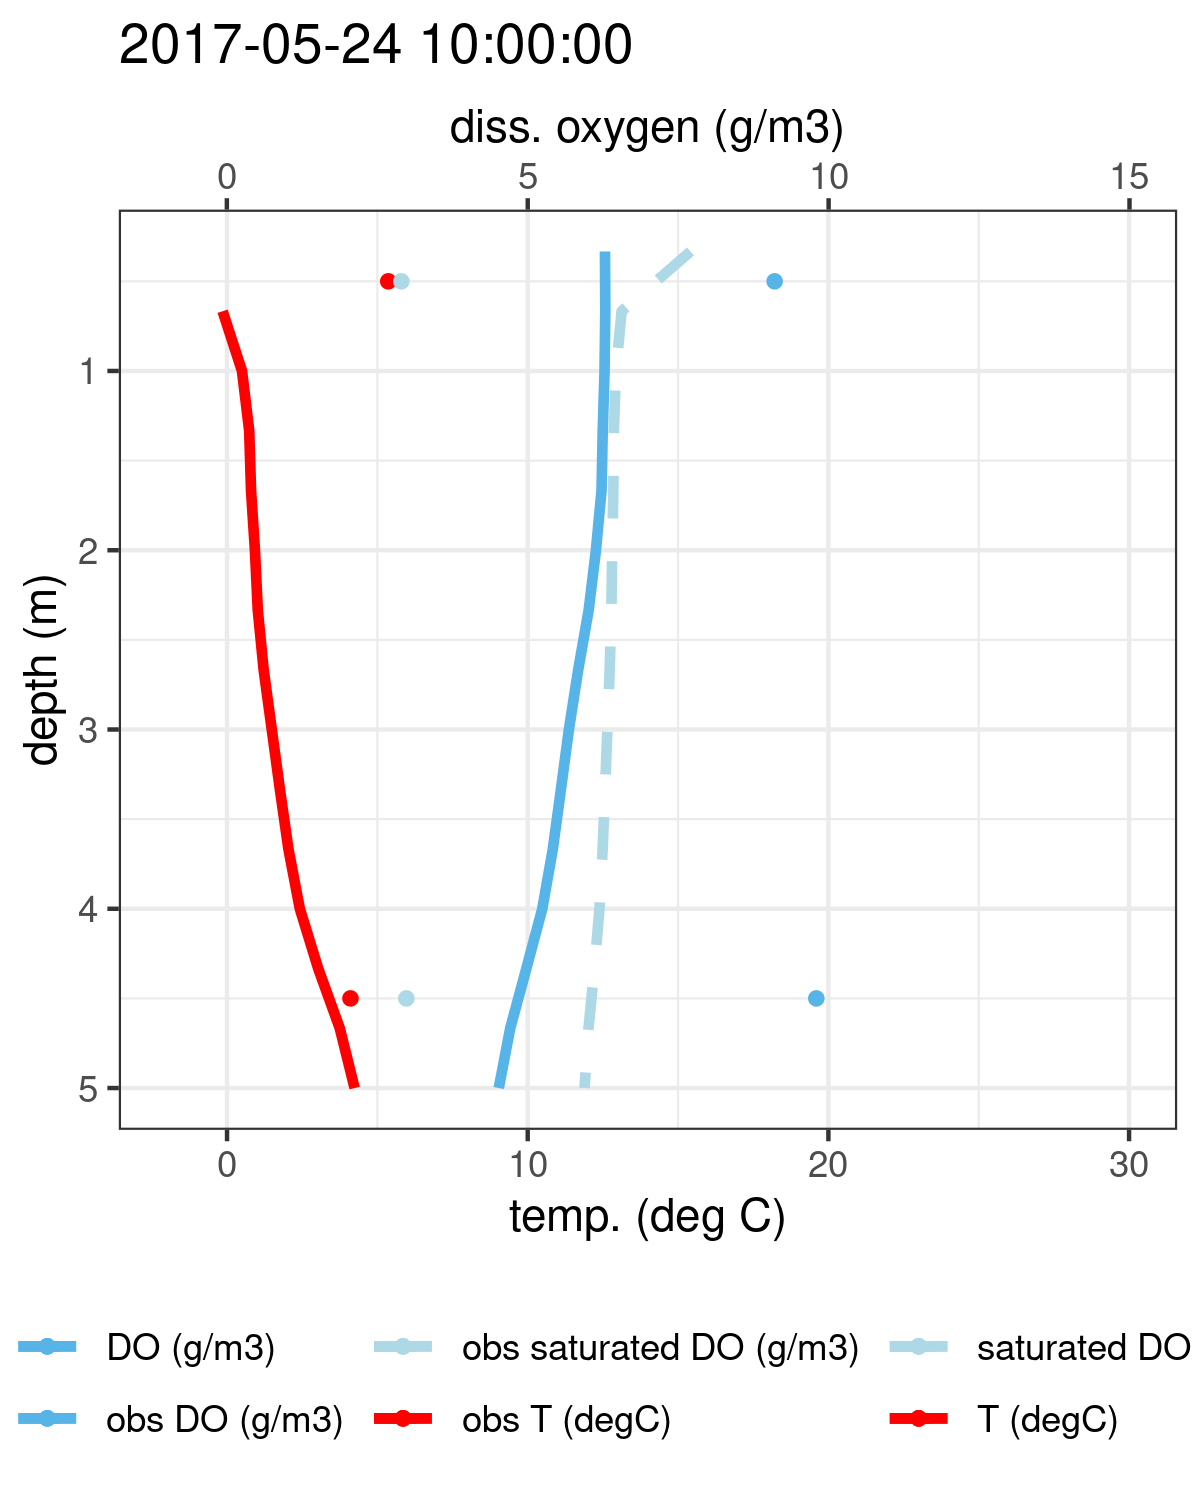 2017-05-24 10:00:00
diss. oxygen (g/m3)
0 5 10 15
depth (m)
1
2
3
4
5
0 10 20 30
temp. (deg C)
DO (g/m3) obs saturated DO (g/m3) saturated DO
obs DO (g/m3) obs T (degC) T (degC)